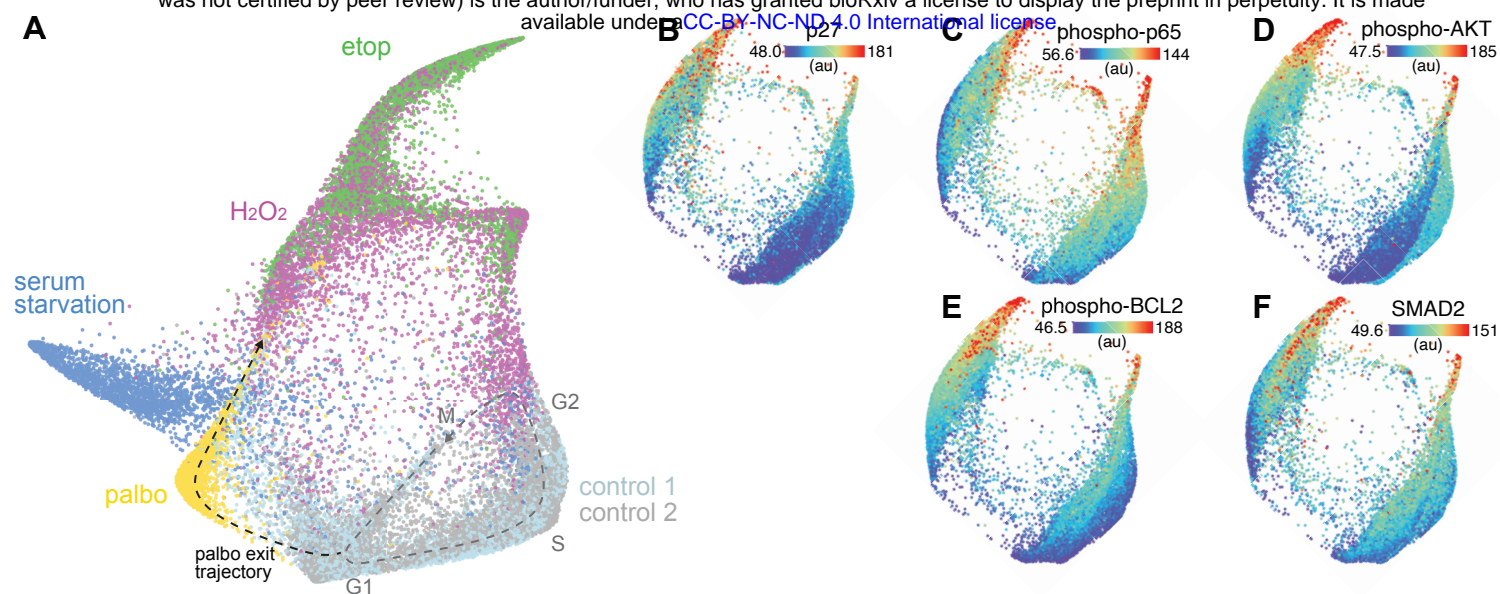 was not certified by peer review) is the author/funder, who has granted bioRxiv a license to display the preprint in perpetuity. It is made
available under aCC-BY-NC-ND 4.0 International license.
A
etop
H2O2
serum
starvation
palbo
palbo exit
trajectory
G1
M
G2
S
control 1
control 2
B
p27
48.0 181
(au)
C
phospho-p65
56.6 144
(au)
D
phospho-AKT
47.5 185
(au)
E
phospho-BCL2
46.5 188
(au)
F
SMAD2
49.6 151
(au)